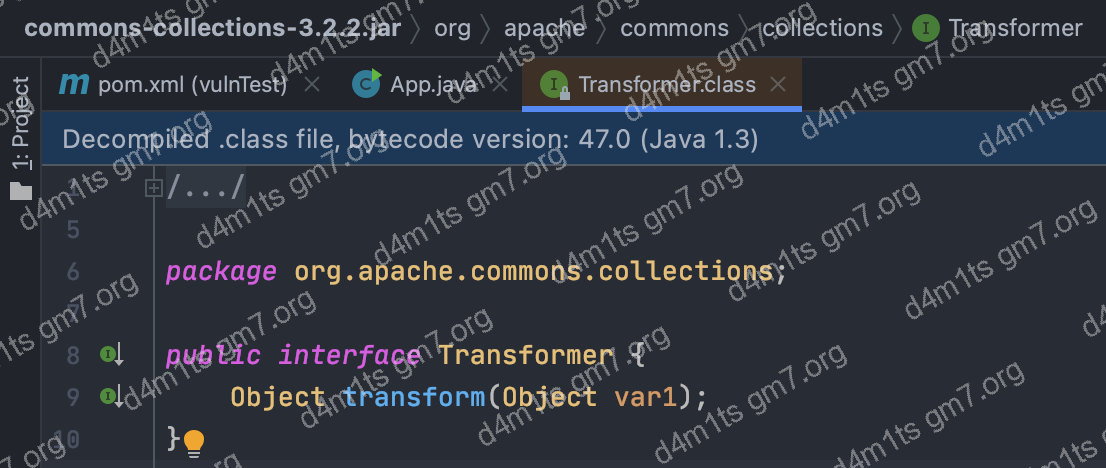 commons-collections-3.2.2.jar org apache commons collections I Transformer
1: Project
m pom.xml (vulnTest) C App.java I Transformer.class
Decompiled .class file, bytecode version: 47.0 (Java 1.3)
1 /.../
5
6 package org.apache.commons.collections;
7
8 public interface Transformer {
9 Object transform(Object var1);
10 }
d4m1ts gm7.org